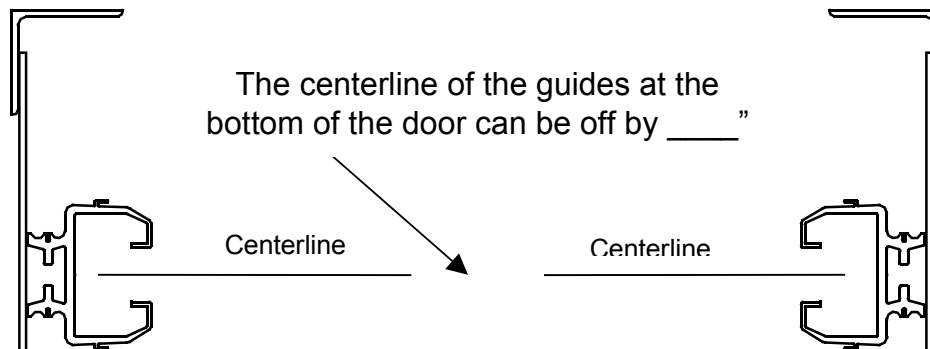 The centerline of the guides at the
bottom of the door can be off by ____”
Centerline
Centerline